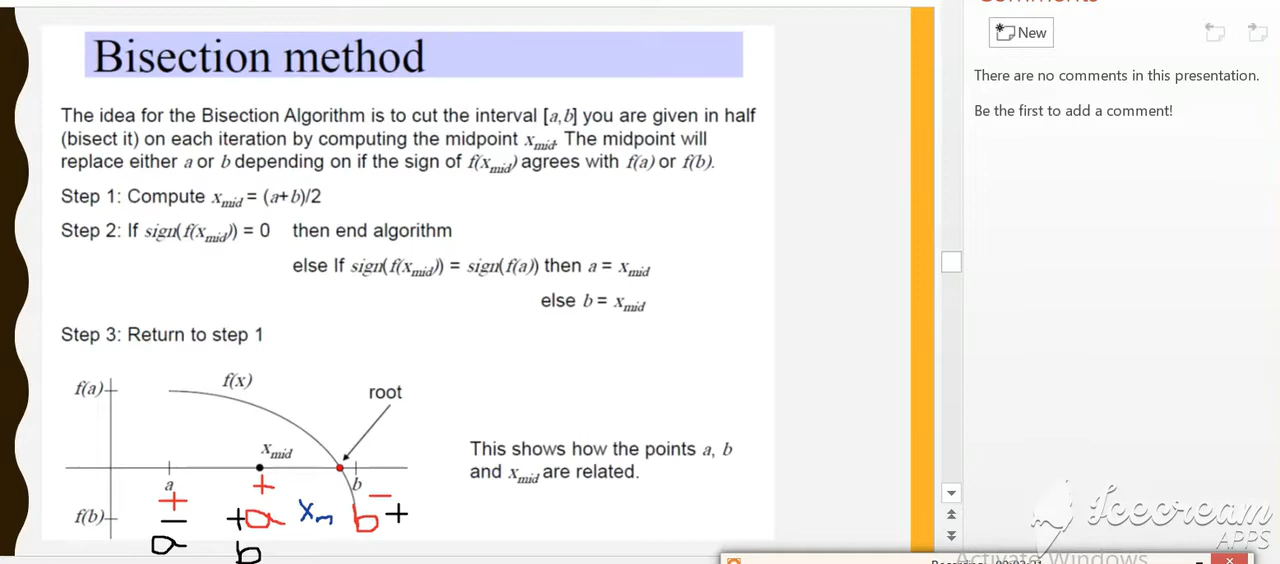 Comments
New
There are no comments in this presentation.
Be the first to add a comment!
Bisection method
The idea for the Bisection Algorithm is to cut the interval [a,b] you are given in half
(bisect it) on each iteration by computing the midpoint xmid. The midpoint will
replace either a or b depending on if the sign of f(xmid) agrees with f(a) or f(b).
Step 1: Compute xmid = (a+b)/2
Step 2: If sign(f(xmid)) = 0 then end algorithm
else If sign(f(xmid)) = sign(f(a)) then a = xmid
else b = xmid
Step 3: Return to step 1
f(a)
f(x)
root
xmid
a
b
f(b)
This shows how the points a, b
and xmid are related.
+ + −
− + a xm b +
a b
Icecream
APPS
Activate Windows